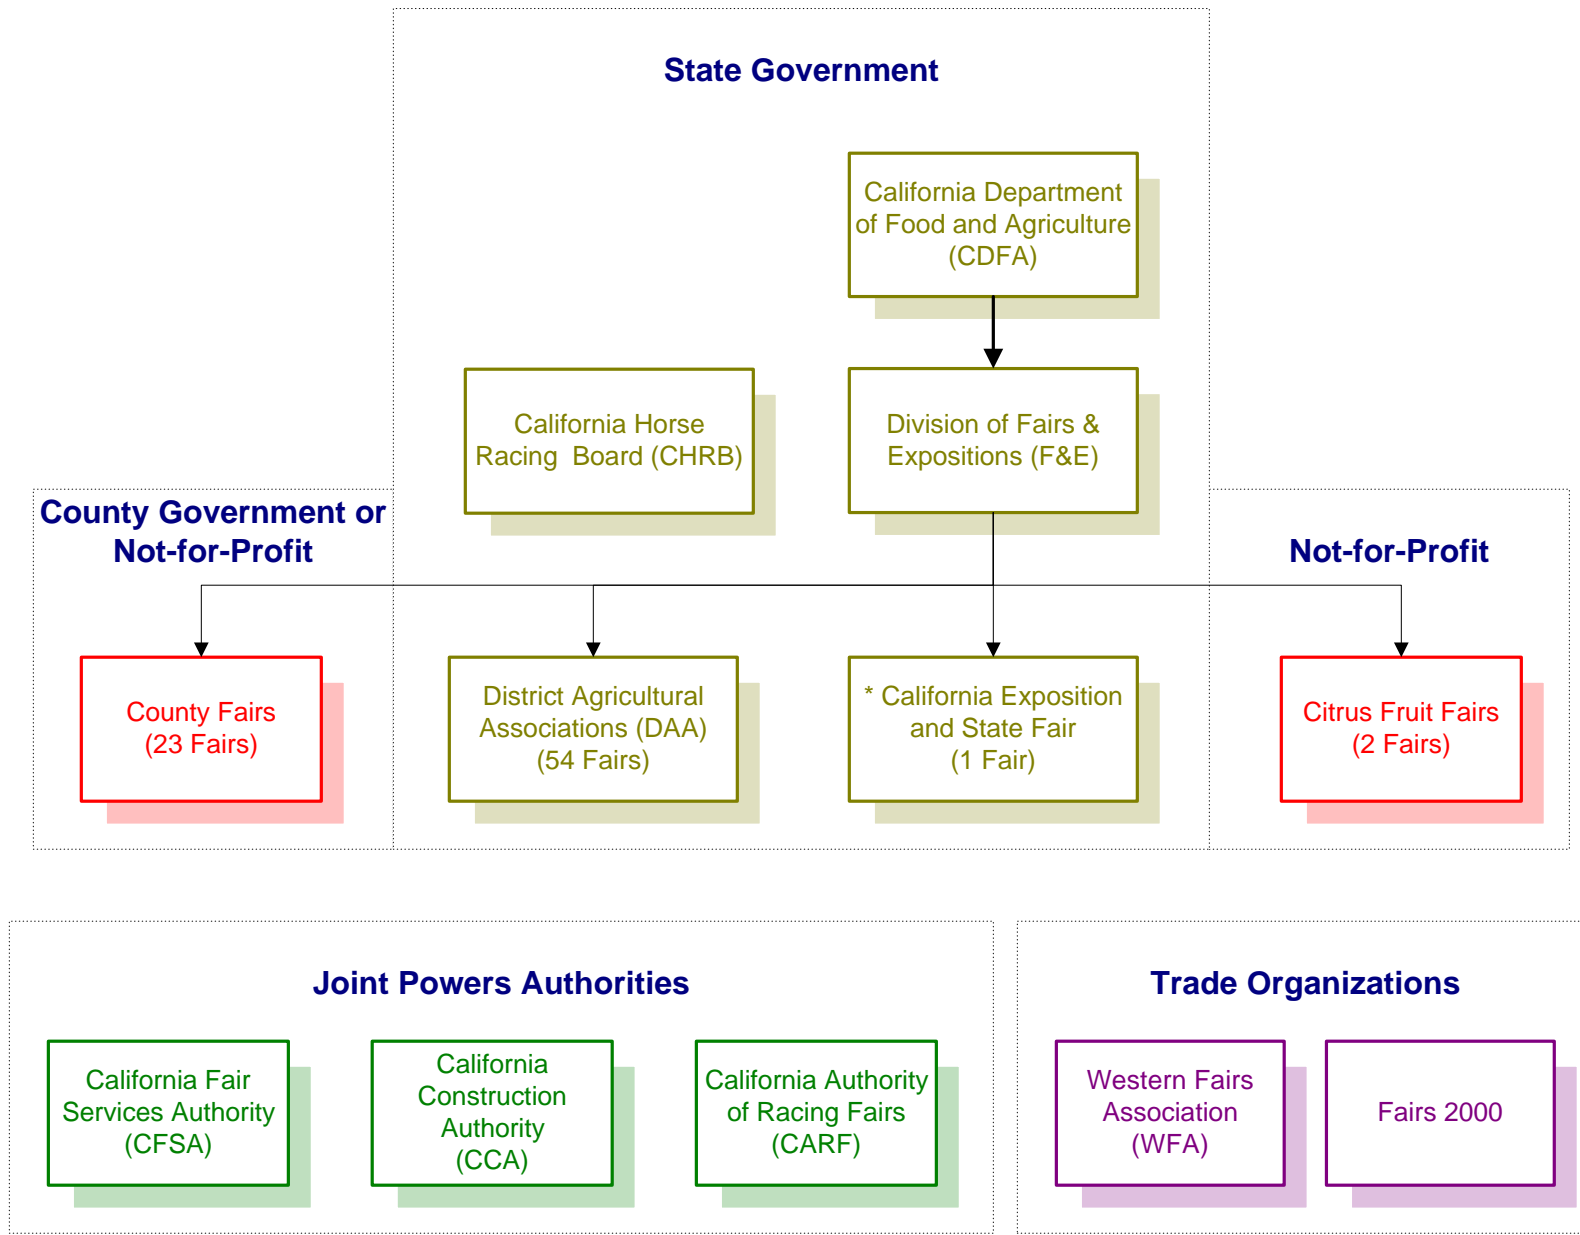 State Government
California Department
of Food and Agriculture
(CDFA)
California Horse
Racing  Board (CHRB)
Division of Fairs &
Expositions (F&E)
County Government or
Not-for-Profit
Not-for-Profit
County Fairs
(23 Fairs)
District Agricultural
Associations (DAA)
(54 Fairs)
* California Exposition
and State Fair
(1 Fair)
Citrus Fruit Fairs
(2 Fairs)
Joint Powers Authorities
California Fair
Services Authority
(CFSA)
California
Construction
Authority
(CCA)
California Authority
of Racing Fairs
(CARF)
Trade Organizations
Western Fairs
Association
(WFA)
Fairs 2000